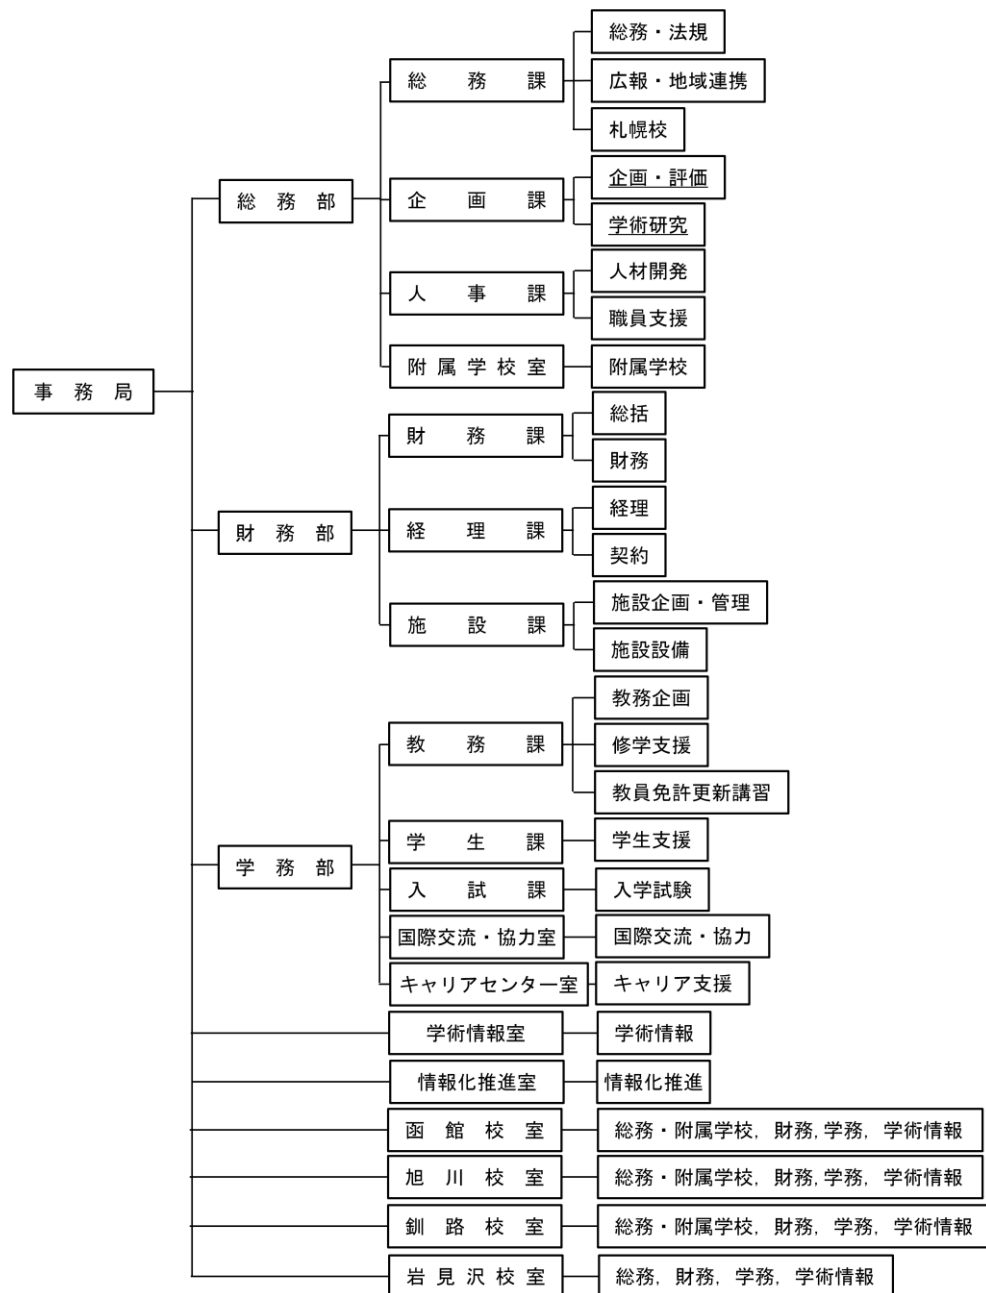 総務・法規
総務課
広報・地域連携
札幌校
企画・評価
総務部
企画課
学術研究
人材開発
人事課
職員支援
附属学校室
附属学校
事務局
総括
財務課
財務
経理
財務部
経理課
契約
施設企画・管理
施設課
施設設備
教務企画
教務課
修学支援
教員免許更新講習
学生課
学生支援
学務部
入試課
入学試験
国際交流・協力室
国際交流・協力
キャリアセンター室
キャリア支援
学術情報室
学術情報
情報化推進室
情報化推進
函館校室
総務・附属学校, 財務, 学務, 学術情報
旭川校室
総務・附属学校, 財務, 学務, 学術情報
釧路校室
総務・附属学校, 財務, 学務, 学術情報
岩見沢校室
総務, 財務, 学務, 学術情報